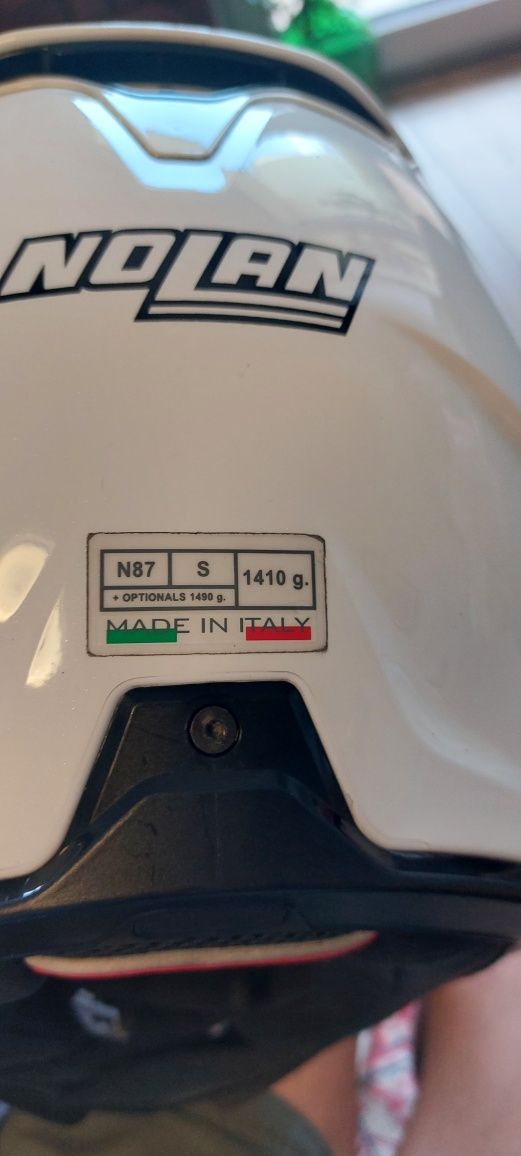 NOLAN
N87 S 1410 g.
+ OPTIONALS 1490 g.
MADE IN ITALY